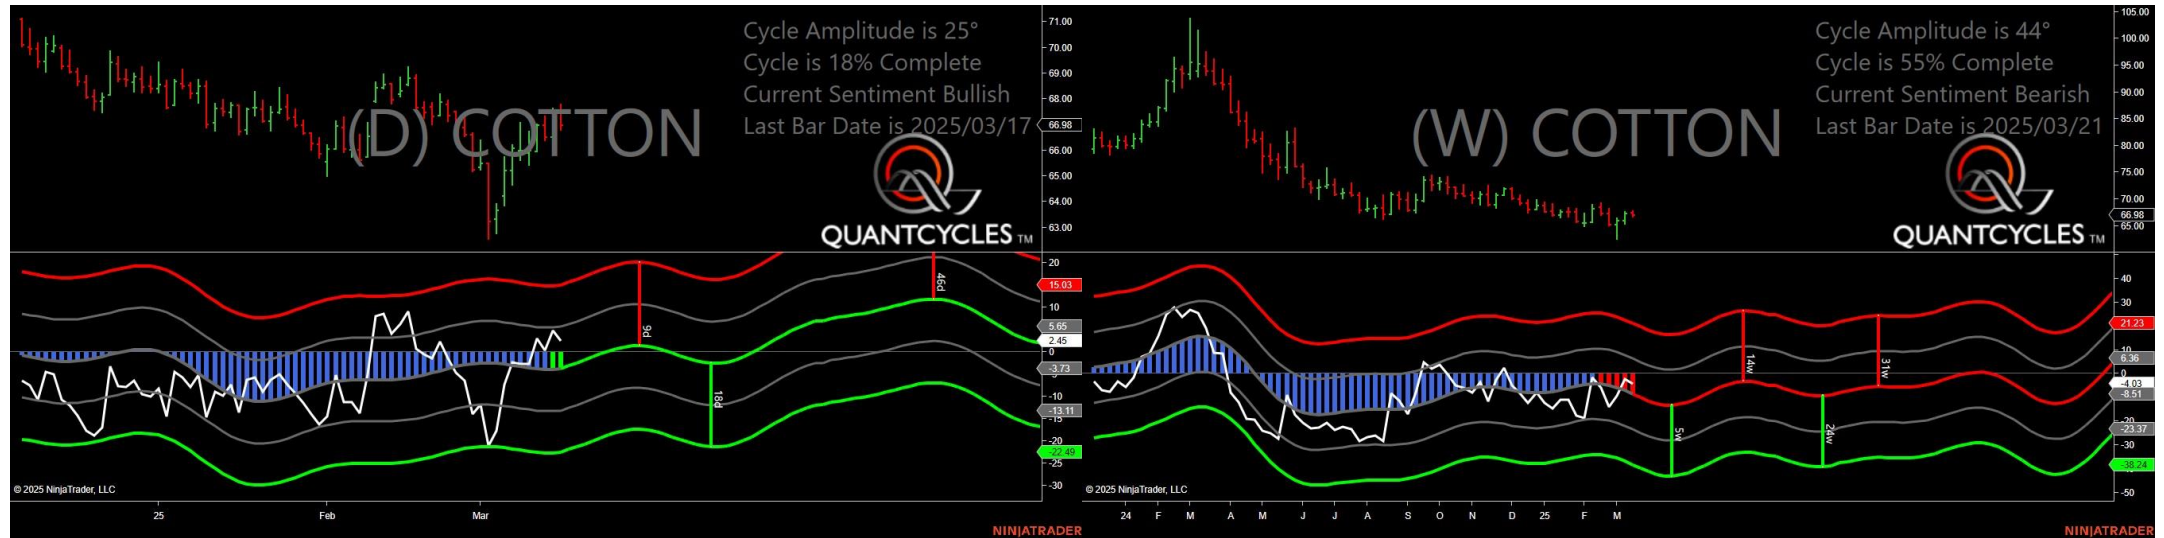 Cycle Amplitude is 25°
Cycle is 18% Complete
Current Sentiment Bullish
Last Bar Date is 2025/03/17
(D) COTTON
QUANTCYCLES TM
71.00
70.00
69.00
68.00
66.98
66.00
65.00
64.00
63.00
20
15.03
10
5.65
2.45
0
-3.73
-10
-13.11
-15
-20
-22.49
-25
-30
9d
18d
46d
© 2025 NinjaTrader, LLC
25 Feb Mar
NINJATRADER
Cycle Amplitude is 44°
Cycle is 55% Complete
Current Sentiment Bearish
Last Bar Date is 2025/03/21
(W) COTTON
QUANTCYCLES TM
105.00
100.00
95.00
90.00
85.00
80.00
75.00
70.00
66.98
65.00
40
30
21.23
10
6.36
0
-4.03
-8.51
-20
-23.37
-30
-38.24
-50
5w
14w
24w
31w
© 2025 NinjaTrader, LLC
24 F M A M J J A S O N D 25 F M
NINJATRADER